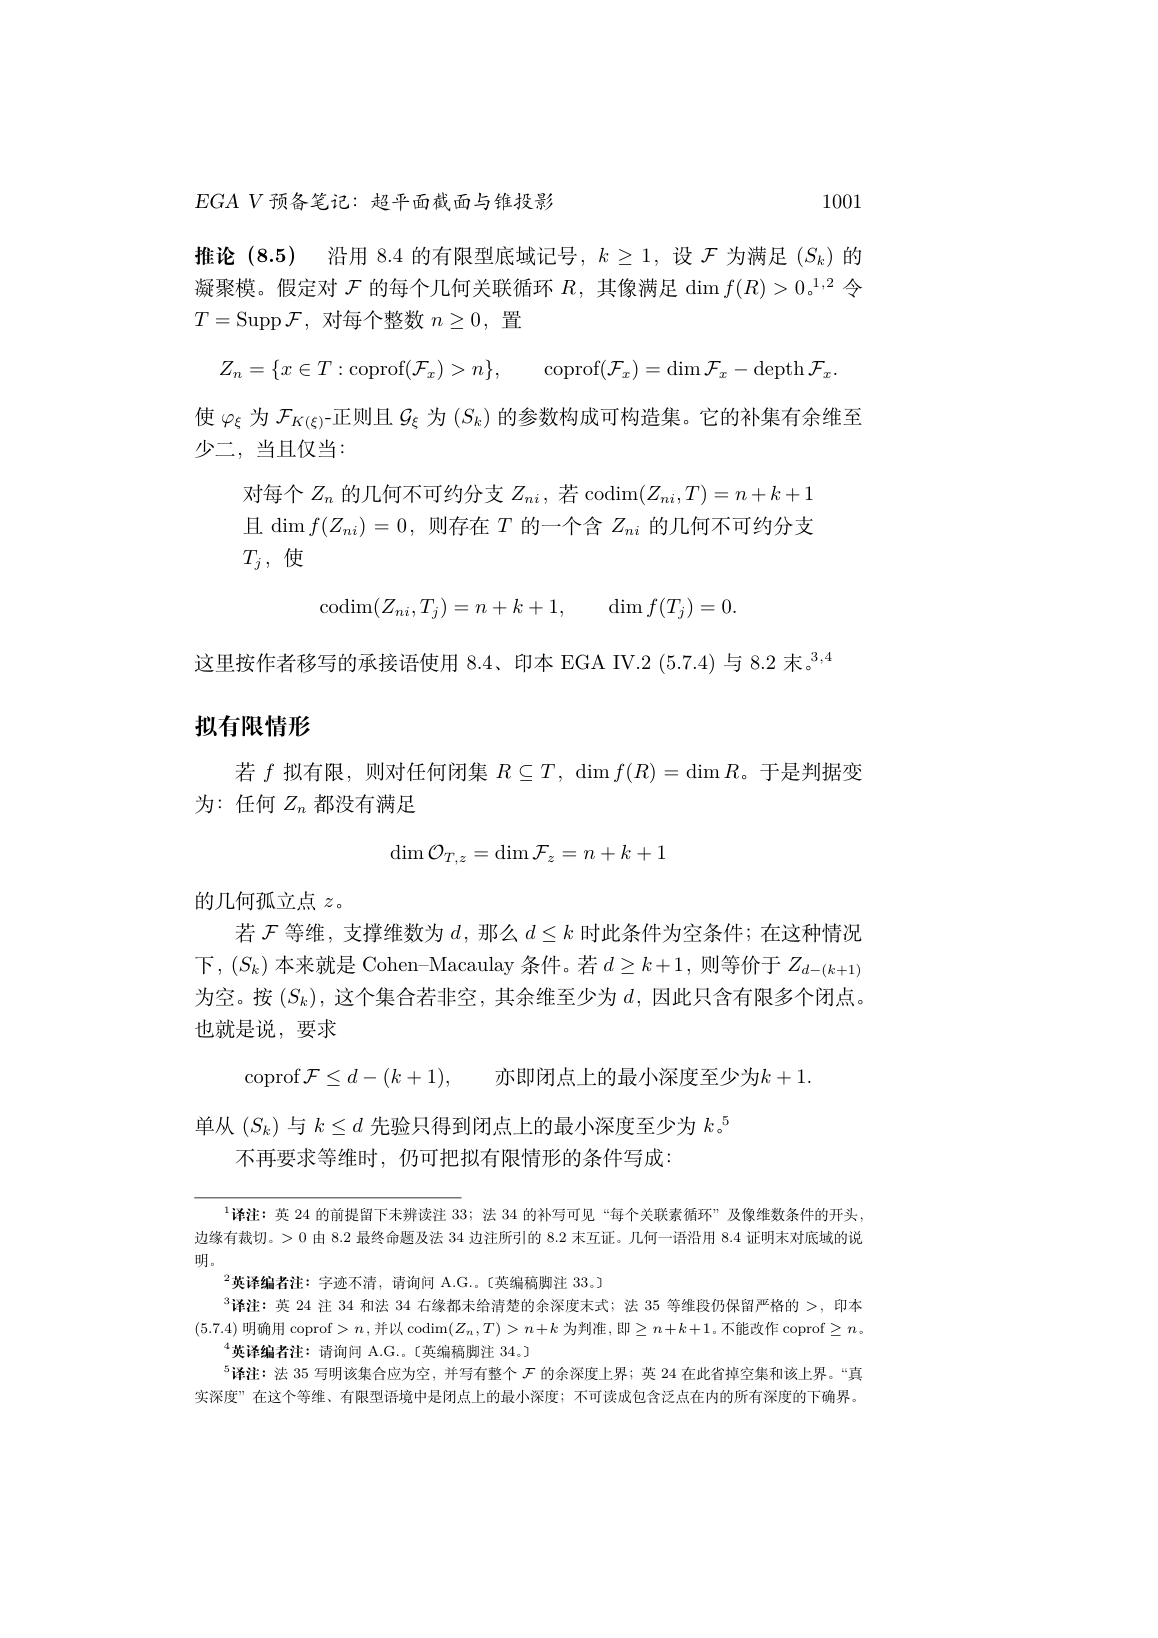 EGA V 预备笔记：超平面截面与锥投影 1001
推论（8.5） 沿用 8.4 的有限型底域记号，k ≥ 1，设 ℱ 为满足 (S_k) 的
凝聚模。假定对 ℱ 的每个几何关联循环 R，其像满足 dim f(R) > 0。^{1,2} 令
T = Supp ℱ，对每个整数 n ≥ 0，置
Z_n = {x ∈ T : coprof(ℱ_x) > n}, coprof(ℱ_x) = dim ℱ_x − depth ℱ_x.
使 φ_ξ 为 ℱ_{K(ξ)}-正则且 𝒢_ξ 为 (S_k) 的参数构成可构造集。它的补集有余维至
少二，当且仅当：
对每个 Z_n 的几何不可约分支 Z_{ni}，若 codim(Z_{ni}, T) = n + k + 1
且 dim f(Z_{ni}) = 0，则存在 T 的一个含 Z_{ni} 的几何不可约分支
T_j，使
codim(Z_{ni}, T_j) = n + k + 1, dim f(T_j) = 0.
这里按作者移写的承接语使用 8.4、印本 EGA IV.2 (5.7.4) 与 8.2 末。^{3,4}
拟有限情形
若 f 拟有限，则对任何闭集 R ⊆ T，dim f(R) = dim R。于是判据变
为：任何 Z_n 都没有满足
dim 𝒪_{T,z} = dim ℱ_z = n + k + 1
的几何孤立点 z。
若 ℱ 等维，支撑维数为 d，那么 d ≤ k 时此条件为空条件；在这种情况
下，(S_k) 本来就是 Cohen–Macaulay 条件。若 d ≥ k + 1，则等价于 Z_{d−(k+1)}
为空。按 (S_k)，这个集合若非空，其余维至少为 d，因此只含有限多个闭点。
也就是说，要求
coprof ℱ ≤ d − (k + 1), 亦即闭点上的最小深度至少为k + 1.
单从 (S_k) 与 k ≤ d 先验只得到闭点上的最小深度至少为 k。^5
不再要求等维时，仍可把拟有限情形的条件写成：
^1译注：英 24 的前提留下未辨读注 33；法 34 的补写可见 “每个关联素循环” 及像维数条件的开头，
边缘有裁切。> 0 由 8.2 最终命题及法 34 边注所引的 8.2 末互证。几何一语沿用 8.4 证明末对底域的说
明。
^2英译编者注：字迹不清，请询问 A.G.。〔英编稿脚注 33。〕
^3译注：英 24 注 34 和法 34 右缘都未给清楚的余深度末式；法 35 等维段仍保留严格的 >，印本
(5.7.4) 明确用 coprof > n，并以 codim(Z_n, T) > n + k 为判准，即 ≥ n + k + 1。不能改作 coprof ≥ n。
^4英译编者注：请询问 A.G.。〔英编稿脚注 34。〕
^5译注：法 35 写明该集合应为空，并写有整个 ℱ 的余深度上界；英 24 在此省掉空集和该上界。“真
实深度” 在这个等维、有限型语境中是闭点上的最小深度；不可读成包含泛点在内的所有深度的下确界。